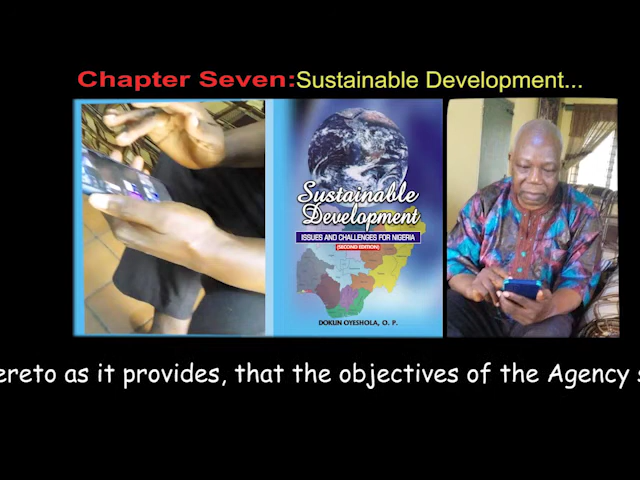 Chapter Seven:Sustainable Development...
Sustainable
Development
ISSUES AND CHALLENGES FOR NIGERIA
(SECOND EDITION)
DOKUN OYESHOLA, O. P.
ereto as it provides, that the objectives of the Agency s